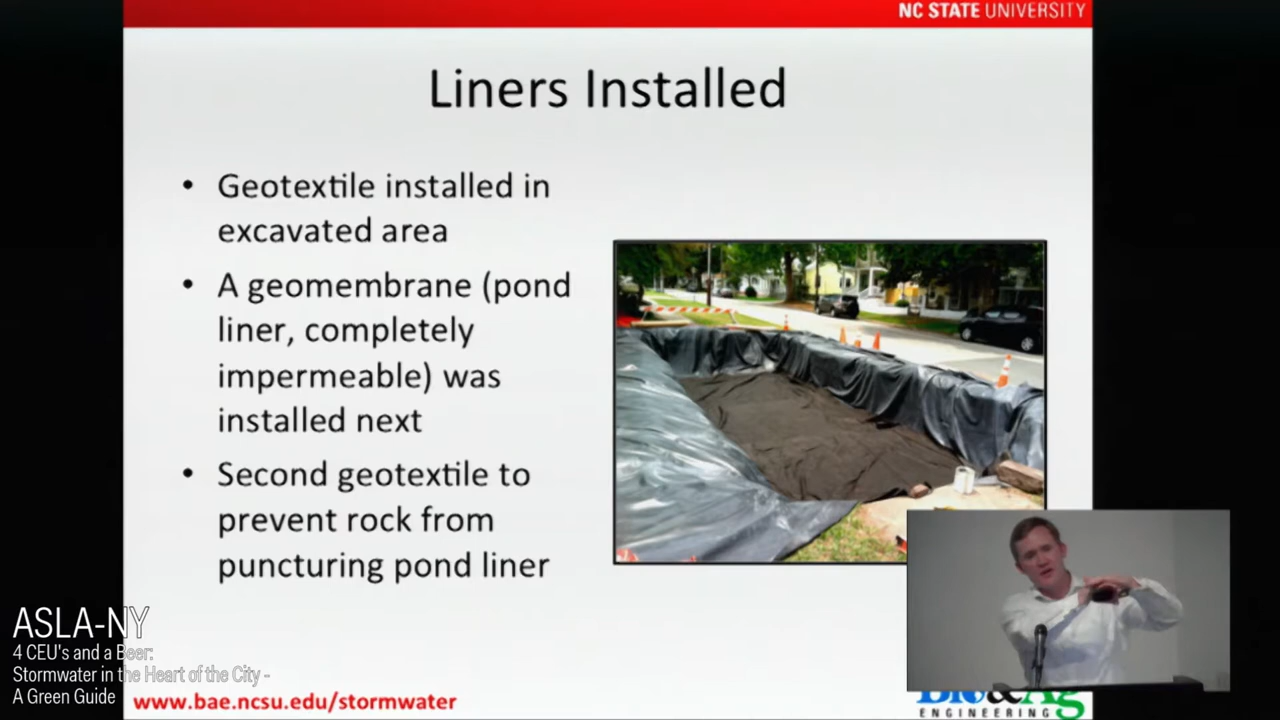 NC STATE UNIVERSITY
Liners Installed
• Geotextile installed in
excavated area
• A geomembrane (pond
liner, completely
impermeable) was
installed next
• Second geotextile to
prevent rock from
puncturing pond liner
ASLA-NY
4 CEU's and a Beer:
Stormwater in the Heart of the City -
A Green Guide
www.bae.ncsu.edu/stormwater
Bio&Ag
ENGINEERING